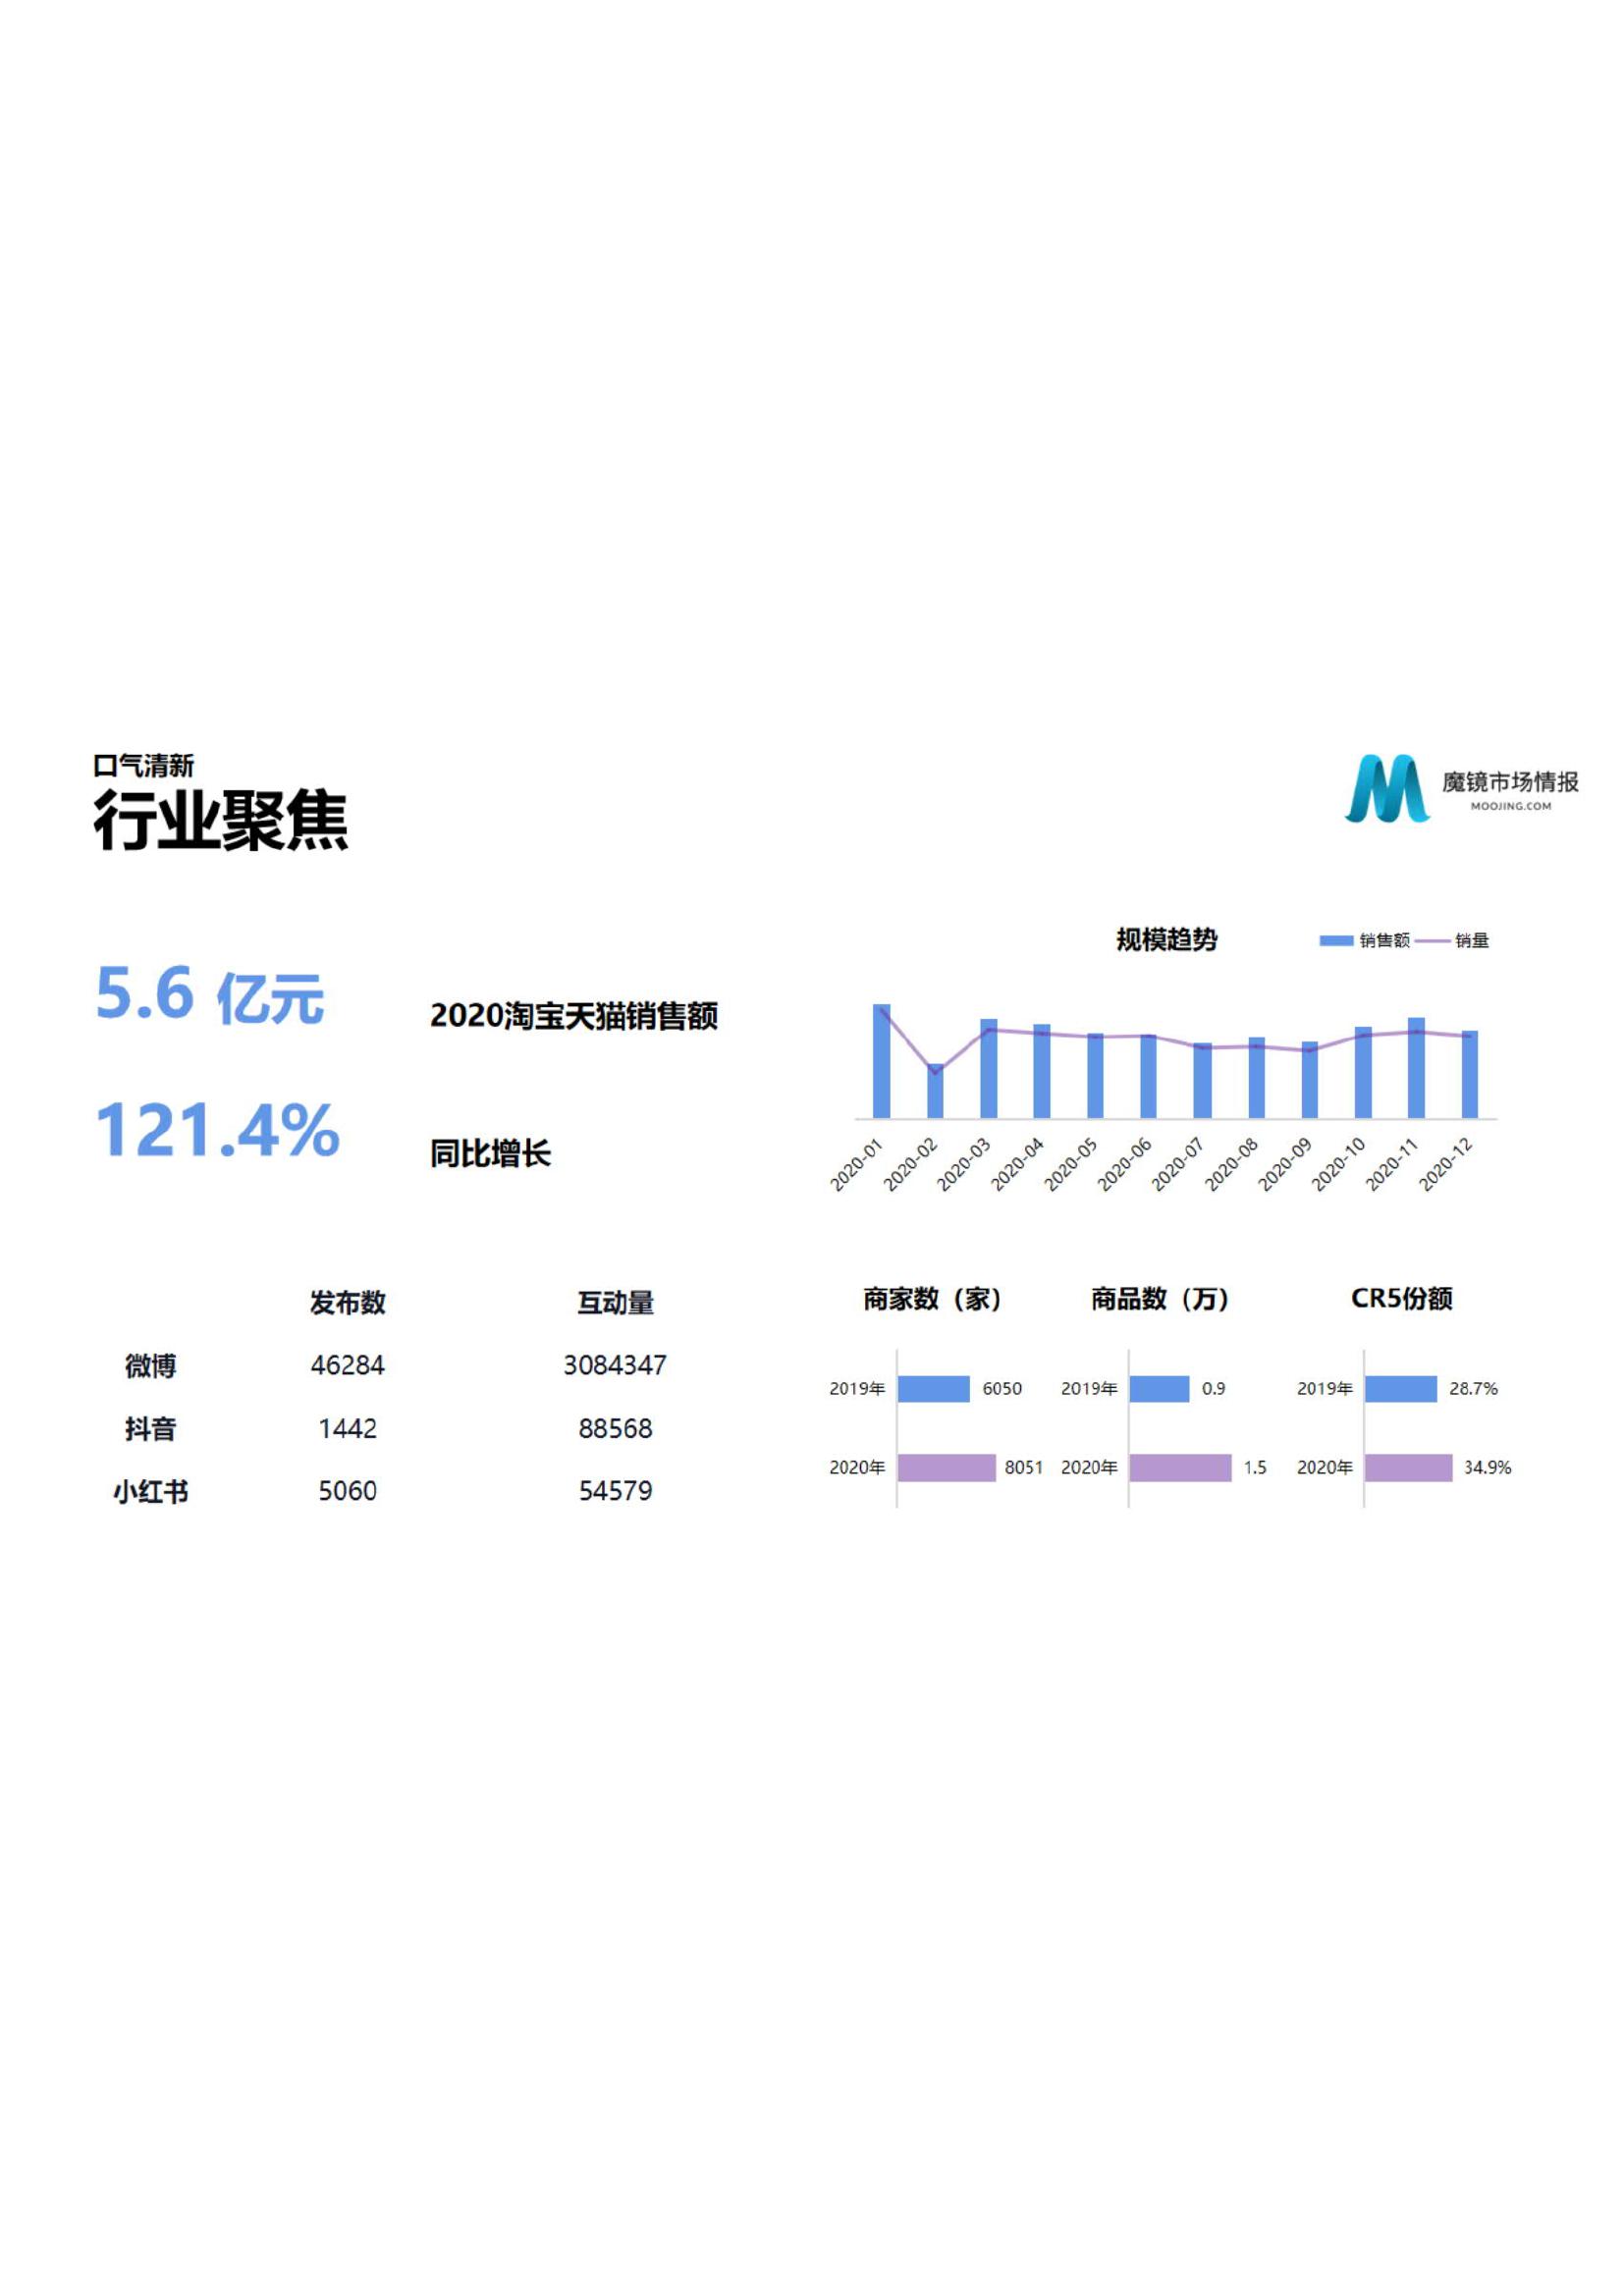 口气清新
行业聚焦
魔镜市场情报
MOOJING.COM
5.6 亿元
2020淘宝天猫销售额
121.4%
同比增长
规模趋势
销售额 销量
2020-01 2020-02 2020-03 2020-04 2020-05 2020-06 2020-07 2020-08 2020-09 2020-10 2020-11 2020-12
发布数 互动量
微博 46284 3084347
抖音 1442 88568
小红书 5060 54579
商家数（家） 商品数（万） CR5份额
2019年 6050 2019年 0.9 2019年 28.7%
2020年 8051 2020年 1.5 2020年 34.9%